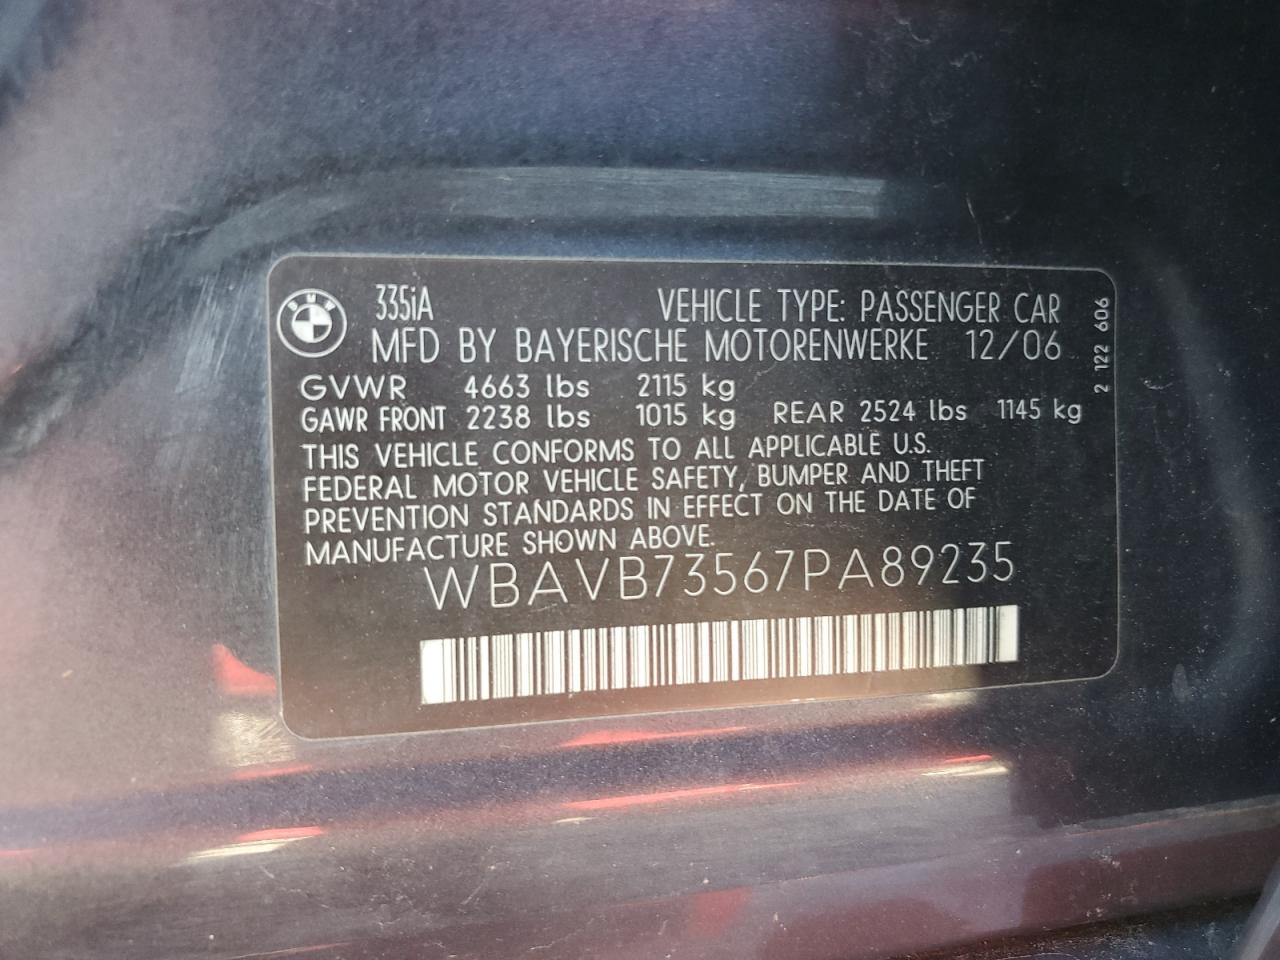 BMW
335iA VEHICLE TYPE: PASSENGER CAR
MFD BY BAYERISCHE MOTORENWERKE 12/06
GVWR 4663 lbs 2115 kg
GAWR FRONT 2238 lbs 1015 kg REAR 2524 lbs 1145 kg
THIS VEHICLE CONFORMS TO ALL APPLICABLE U.S.
FEDERAL MOTOR VEHICLE SAFETY, BUMPER AND THEFT
PREVENTION STANDARDS IN EFFECT ON THE DATE OF
MANUFACTURE SHOWN ABOVE.
WBAVB73567PA89235
2 122 606